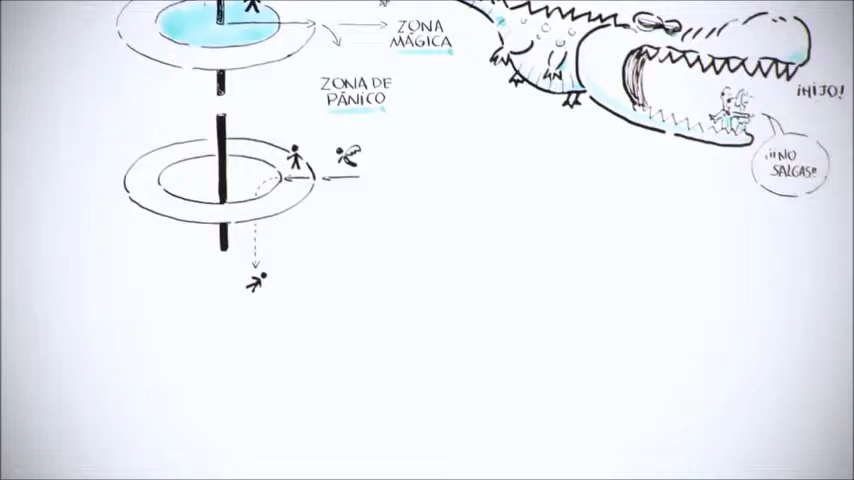 ZONA
MÁGICA
ZONA DE
PÁNICO
¡HIJO!
¡¡NO
SALGAS!!